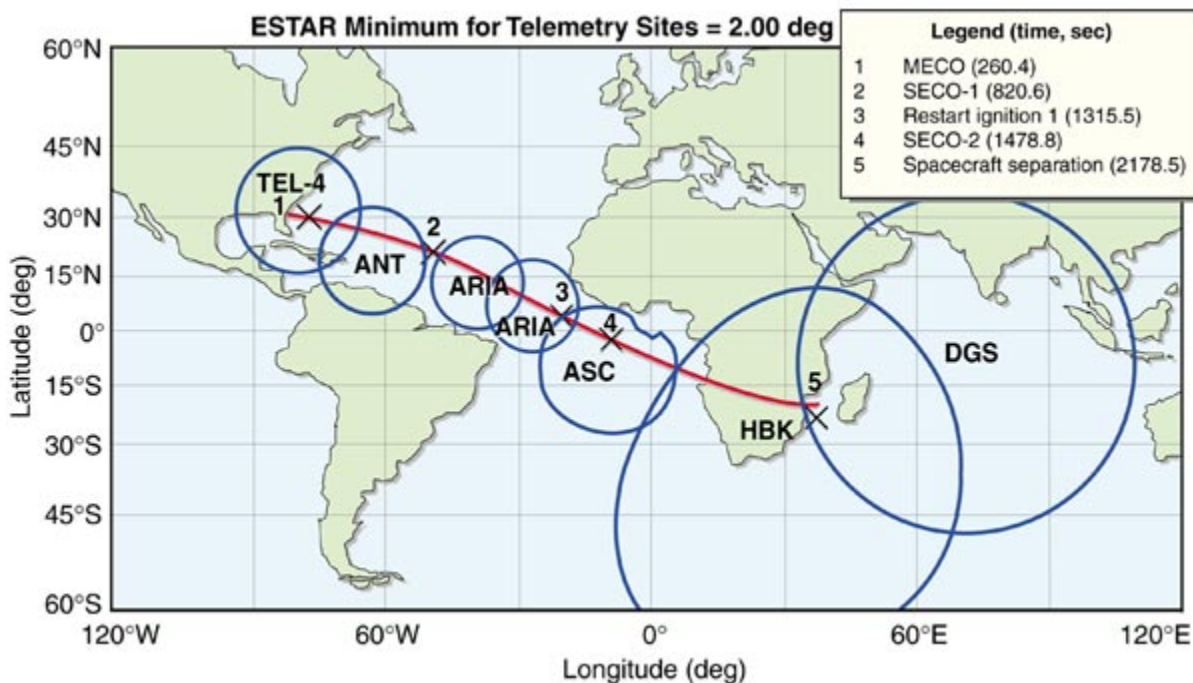 ESTAR Minimum for Telemetry Sites = 2.00 deg
Legend (time, sec)
1 MECO (260.4)
2 SECO-1 (820.6)
3 Restart ignition 1 (1315.5)
4 SECO-2 (1478.8)
5 Spacecraft separation (2178.5)
60°N
45°N
30°N
15°N
0°
15°S
30°S
45°S
60°S
Latitude (deg)
TEL-4
1
2
ANT
ARIA
3
ARIA
4
ASC
5
HBK
DGS
120°W 60°W 0° 60°E 120°E
Longitude (deg)